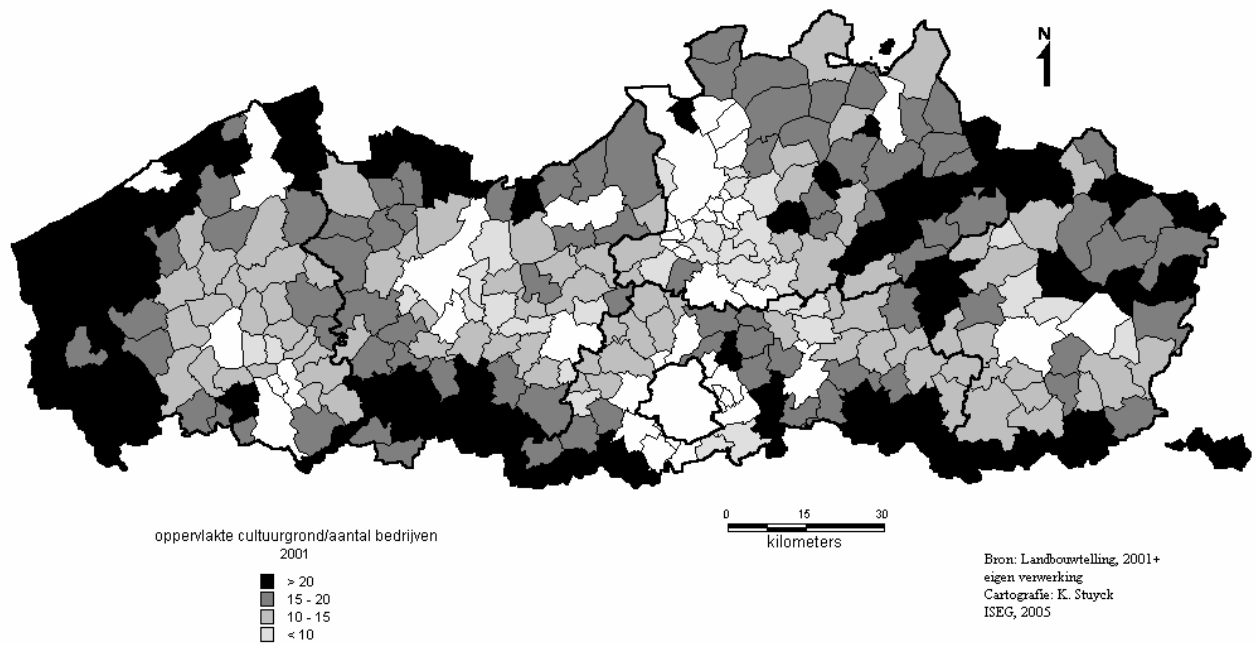 N
oppervlakte cultuurgrond/aantal bedrijven
2001
> 20
15 - 20
10 - 15
< 10
0 15 30
kilometers
Bron: Landbouwtelling, 2001+
eigen verwerking
Cartografie: K. Stuyck
ISEG, 2005